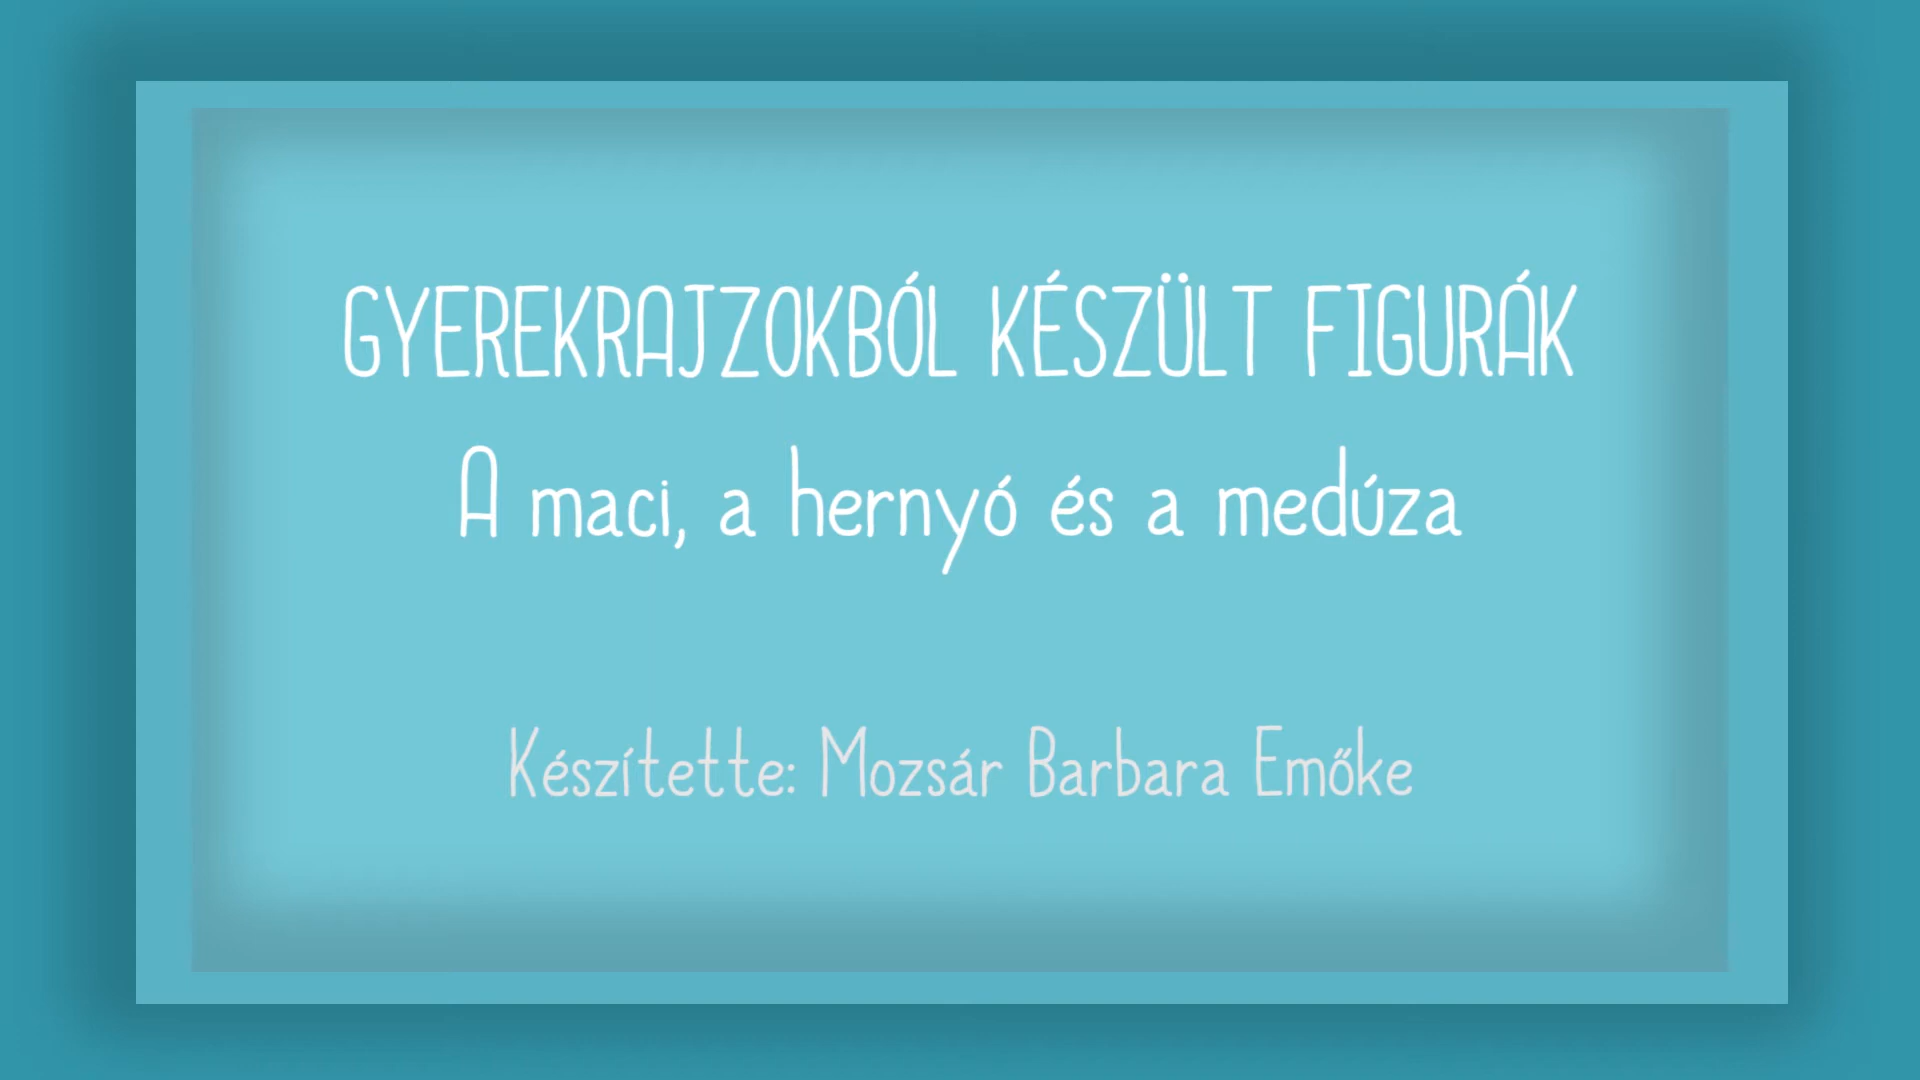 GYEREKRAJZOKBÓL KÉSZÜLT FIGURÁK
A maci, a hernyó és a medúza
Készítette: Mozsár Barbara Emőke